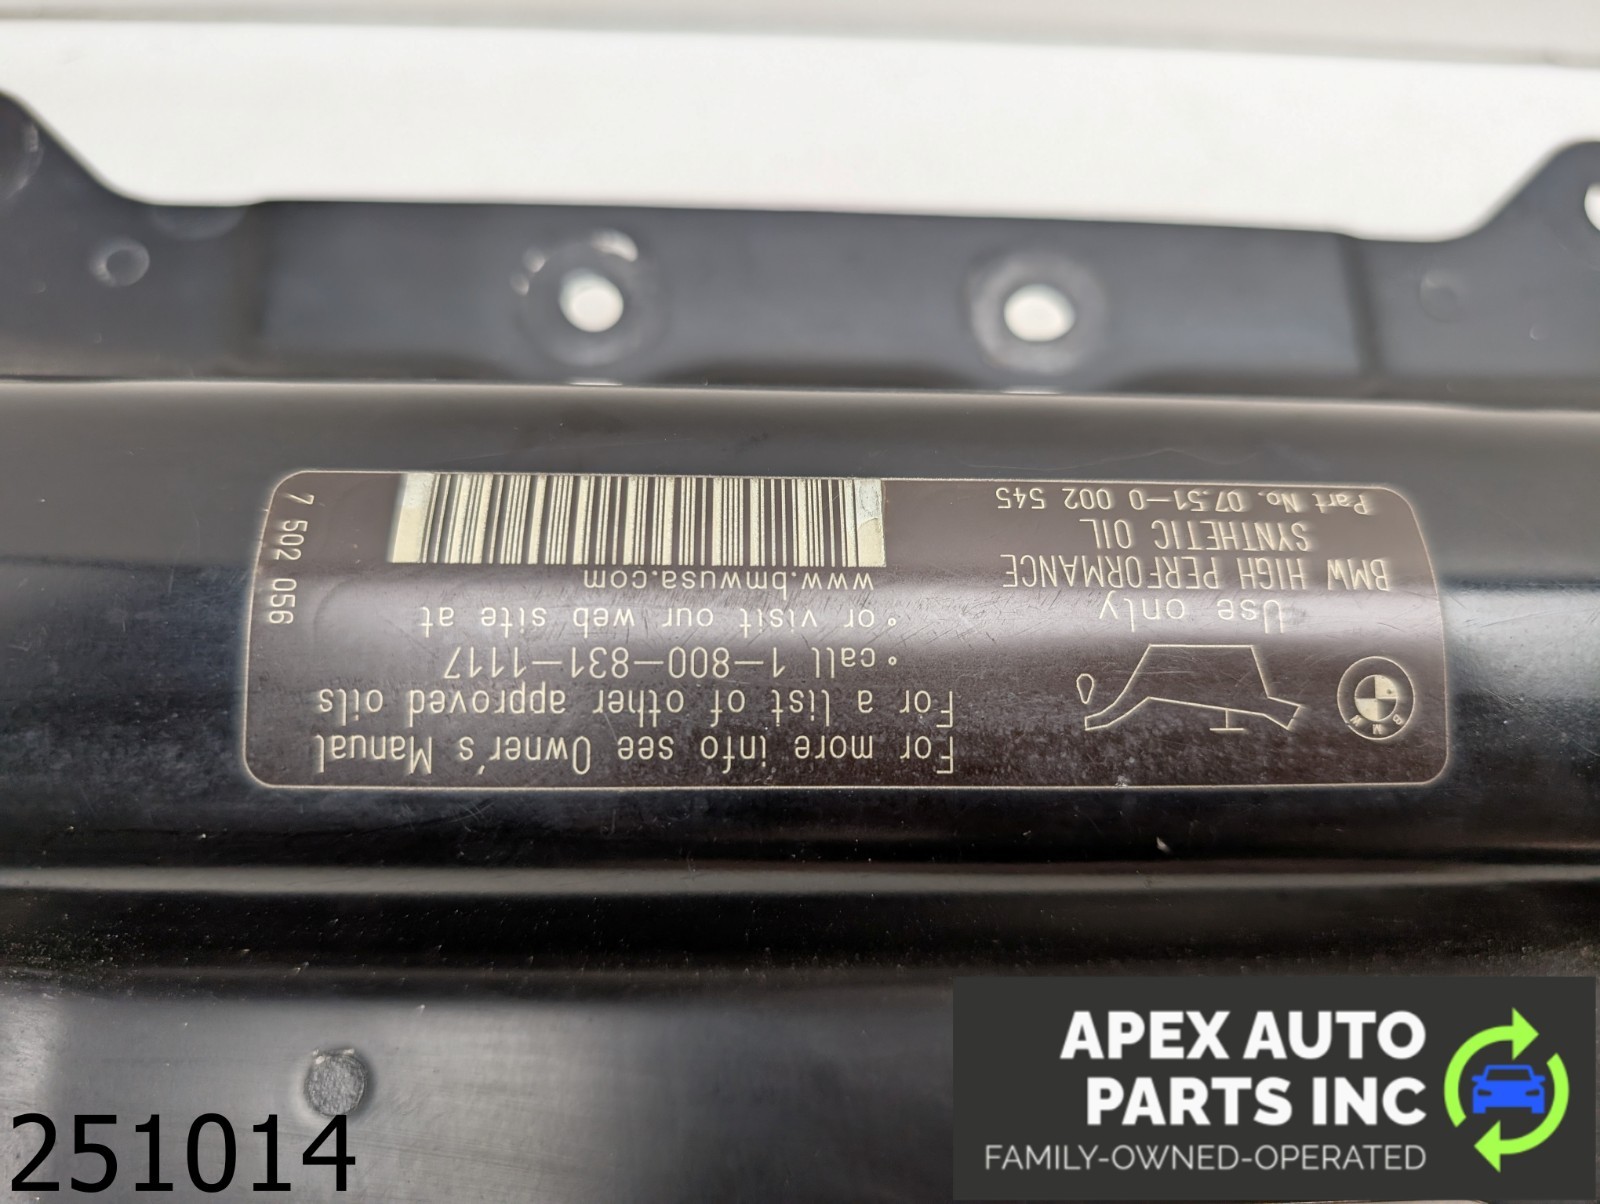 BMW
Use only
BMW HIGH PERFORMANCE
SYNTHETIC OIL
Part No. 07.51-0 002 545
For more info see Owner's Manual
For a list of other approved oils
• call 1-800-831-1117
• or visit our web site at
www.bmwusa.com
7 502 056
251014
APEX AUTO
PARTS INC
FAMILY-OWNED-OPERATED